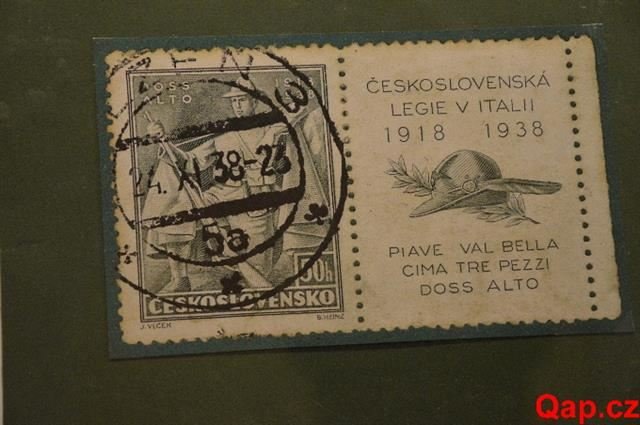 DOSS
ALTO
24. XI. 38-23
5a
50h
ČESKOSLOVENSKO
J. VLČEK
B. HEINZ
ČESKOSLOVENSKÁ
LEGIE V ITALII
1918 1938
PIAVE VAL BELLA
CIMA TRE PEZZI
DOSS ALTO
Qap.cz